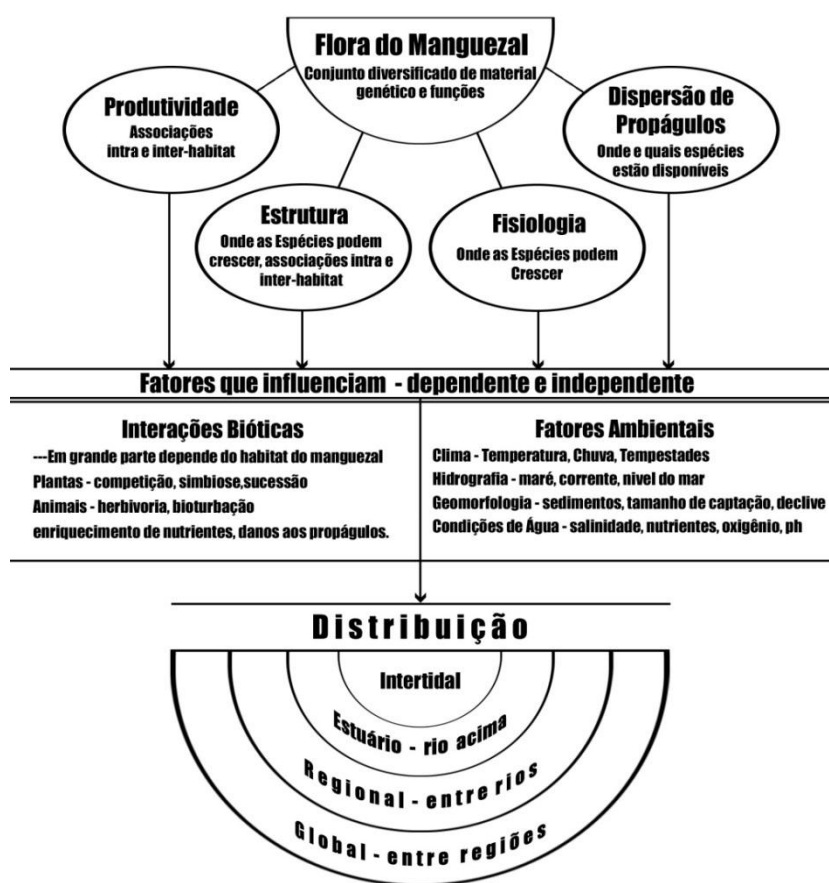 Flora do Manguezal
Conjunto diversificado de material
genético e funções
Produtividade
Associações
intra e inter-habitat
Dispersão de
Propágulos
Onde e quais espécies
estão disponíveis
Estrutura
Onde as Espécies podem
crescer, associações intra e
inter-habitat
Fisiologia
Onde as Espécies podem
Crescer
Fatores que influenciam - dependente e independente
Interações Bióticas
---Em grande parte depende do habitat do manguezal
Plantas - competição, simbiose,sucessão
Animais - herbivoria, bioturbação
enriquecimento de nutrientes, danos aos propágulos.
Fatores Ambientais
Clima - Temperatura, Chuva, Tempestades
Hidrografia - maré, corrente, nivel do mar
Geomorfologia - sedimentos, tamanho de captação, declive
Condições de Água - salinidade, nutrientes, oxigênio, ph
Distribuição
Intertidal
Estuário - rio acima
Regional - entre rios
Global - entre regiões